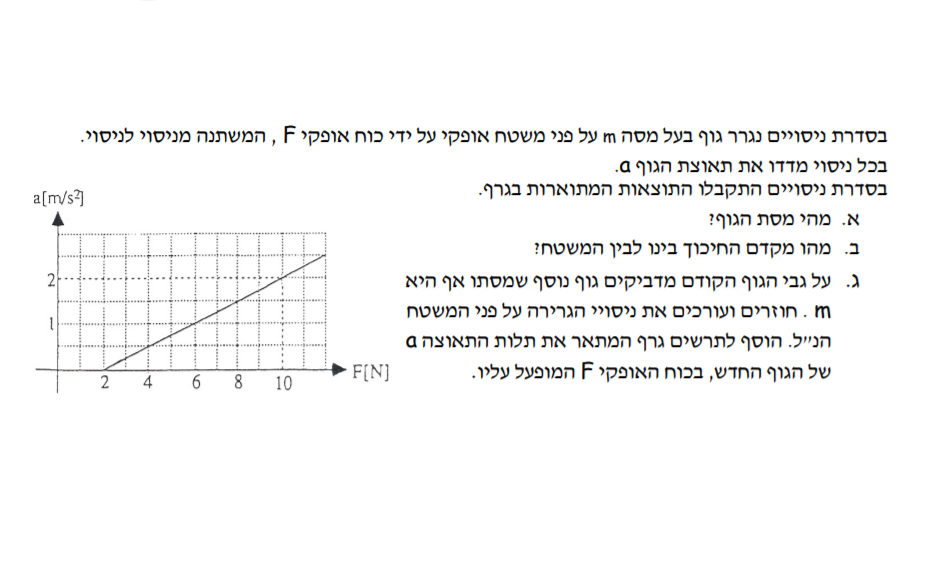 בסדרת ניסויים נגרר גוף בעל מסה m על פני משטח אופקי על ידי כוח אופקי F , המשתנה מניסוי לניסוי.
בכל ניסוי מדדו את תאוצת הגוף a.
בסדרת ניסויים התקבלו התוצאות המתוארות בגרף.
א. מהי מסת הגוף?
ב. מהו מקדם החיכוך בינו לבין המשטח?
ג. על גבי הגוף הקודם מדביקים גוף נוסף שמסתו אף היא
m . חוזרים ועורכים את ניסויי הגרירה על פני המשטח
הנ״ל. הוסף לתרשים גרף המתאר את תלות התאוצה a
של הגוף החדש, בכוח האופקי F המופעל עליו.
a[m/s²]
2
1
2 4 6 8 10
F[N]